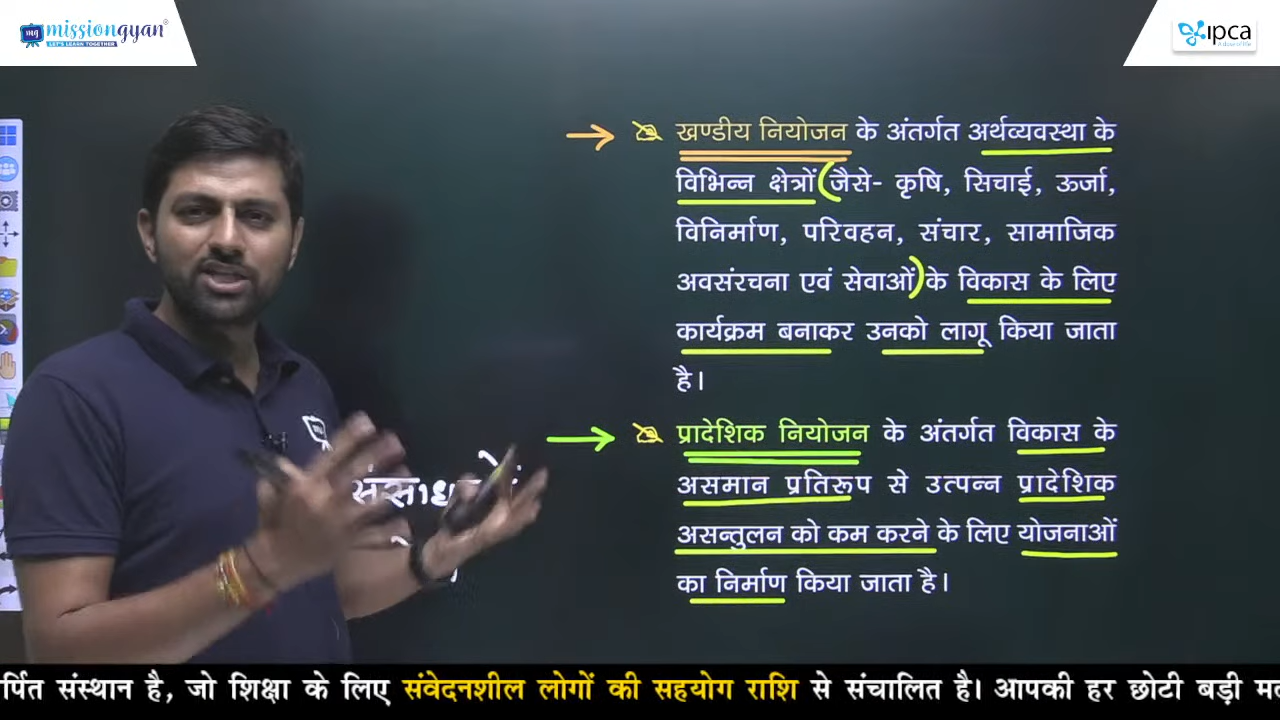 missiongyan
LET'S LEARN TOGETHER
ipca
खण्डीय नियोजन के अंतर्गत अर्थव्यवस्था के
विभिन्न क्षेत्रों (जैसे- कृषि, सिंचाई, ऊर्जा,
विनिर्माण, परिवहन, संचार, सामाजिक
अवसंरचना एवं सेवाओं) के विकास के लिए
कार्यक्रम बनाकर उनको लागू किया जाता
है।
प्रादेशिक नियोजन के अंतर्गत विकास के
असमान प्रतिरूप से उत्पन्न प्रादेशिक
असन्तुलन को कम करने के लिए योजनाओं
का निर्माण किया जाता है।
र्पित संस्थान है, जो शिक्षा के लिए संवेदनशील लोगों की सहयोग राशि से संचालित है। आपकी हर छोटी बड़ी